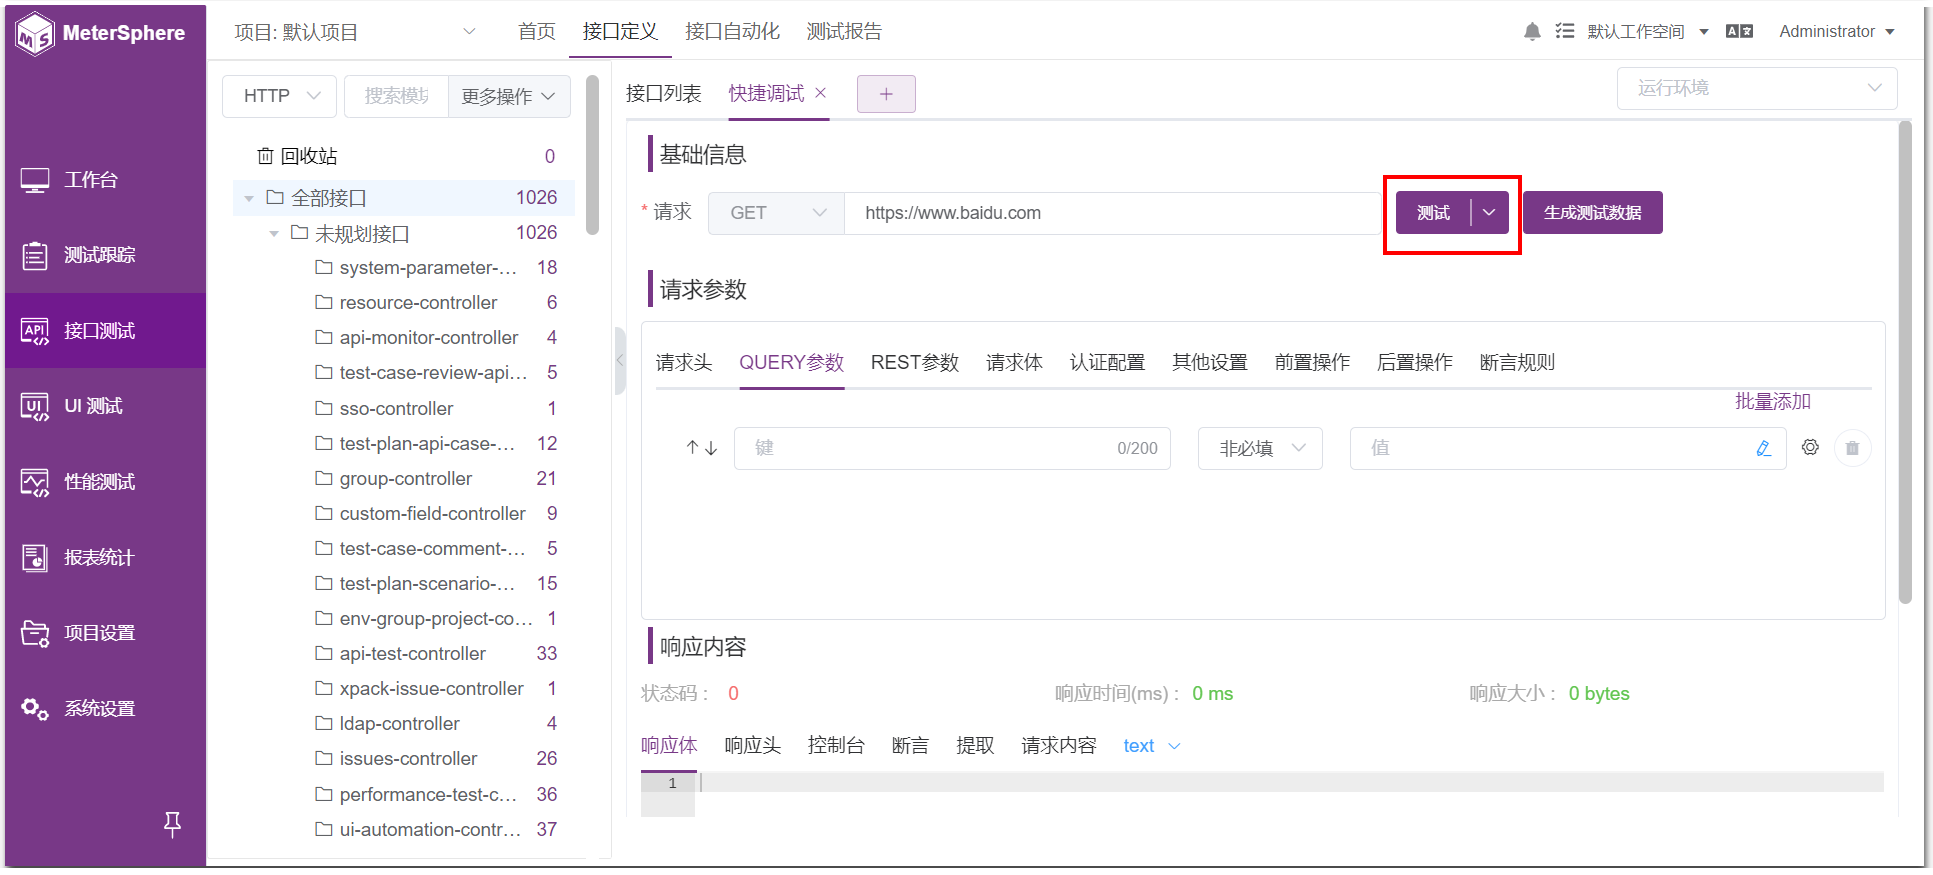 MeterSphere
项目: 默认项目
首页 接口定义 接口自动化 测试报告
默认工作空间
Administrator
工作台
测试跟踪
接口测试
UI 测试
性能测试
报表统计
项目设置
系统设置
HTTP 搜索模块 更多操作
回收站 0
全部接口 1026
未规划接口 1026
system-parameter-... 18
resource-controller 6
api-monitor-controller 4
test-case-review-api... 5
sso-controller 1
test-plan-api-case-... 12
group-controller 21
custom-field-controller 9
test-case-comment-... 5
test-plan-scenario-... 15
env-group-project-co... 1
api-test-controller 33
xpack-issue-controller 1
ldap-controller 4
issues-controller 26
performance-test-c... 36
ui-automation-contr... 37
接口列表 快捷调试 × +
运行环境
基础信息
* 请求 GET https://www.baidu.com 测试 生成测试数据
请求参数
请求头 QUERY参数 REST参数 请求体 认证配置 其他设置 前置操作 后置操作 断言规则
批量添加
键 0/200 非必填 值
响应内容
状态码 : 0 响应时间(ms) : 0 ms 响应大小 : 0 bytes
响应体 响应头 控制台 断言 提取 请求内容 text
1